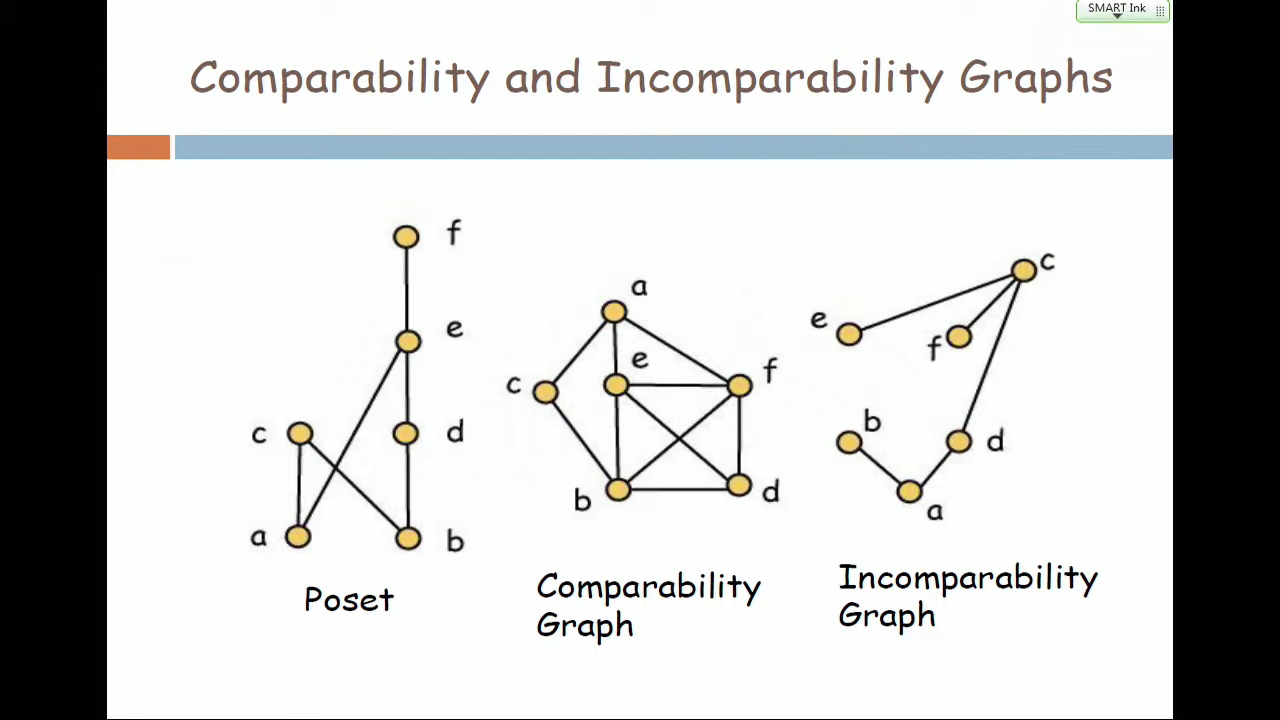 SMART Ink
Comparability and Incomparability Graphs
f
e
c
d
a
b
Poset
a
e
f
c
b
d
Comparability
Graph
c
e
f
b
d
a
Incomparability
Graph